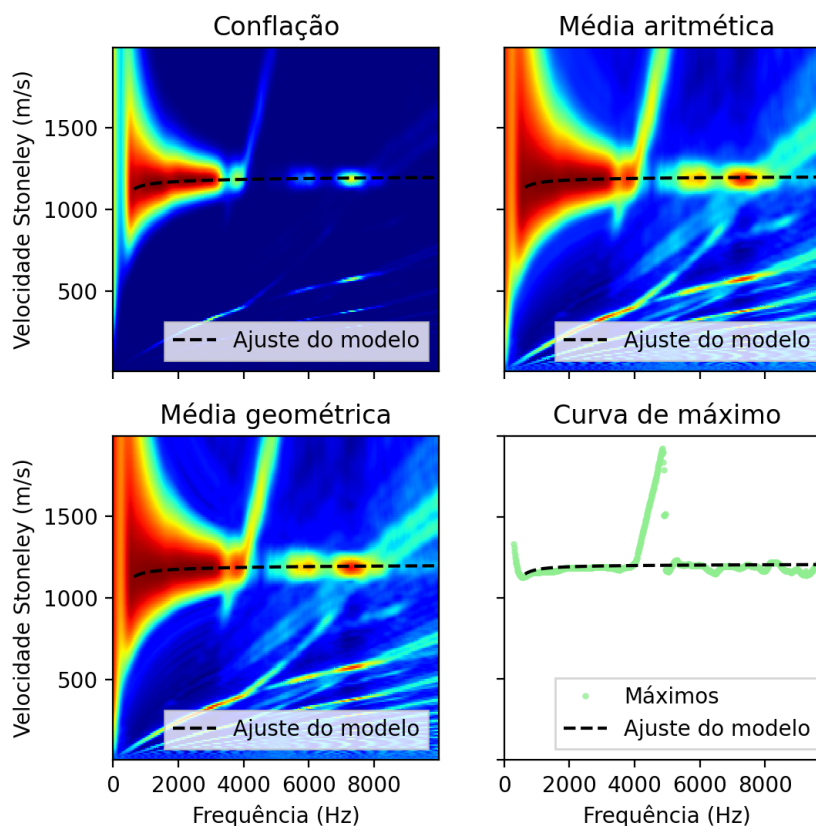 Conflação
Média aritmética
Velocidade Stoneley (m/s)
1500
1000
500
Ajuste do modelo
Ajuste do modelo
Média geométrica
Curva de máximo
Velocidade Stoneley (m/s)
1500
1000
500
Ajuste do modelo
Máximos
Ajuste do modelo
0
2000
4000
6000
8000
0
2000
4000
6000
8000
Frequência (Hz)
Frequência (Hz)